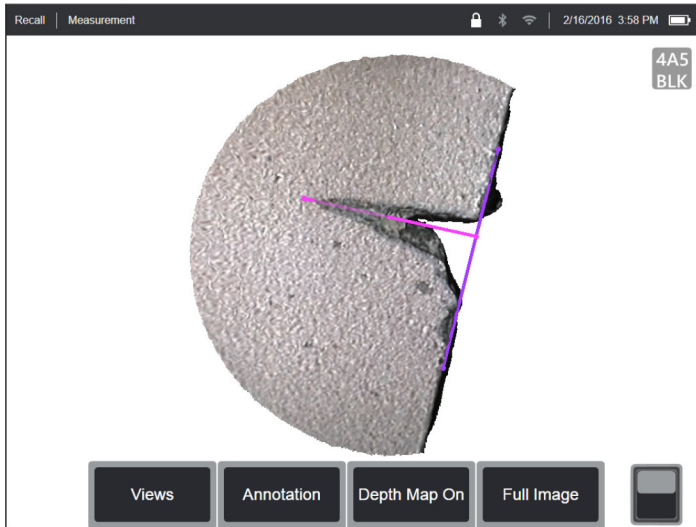 Recall | Measurement 2/16/2016 3:58 PM
4A5
BLK
Views Annotation Depth Map On Full Image